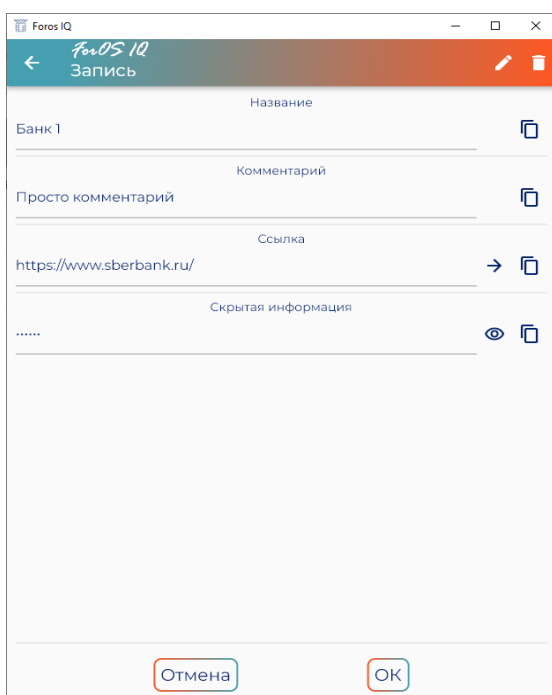 Foros IQ
ForOS IQ
Запись
Название
Банк 1
Комментарий
Просто комментарий
Ссылка
https://www.sberbank.ru/
Скрытая информация
......
Отмена
ОК